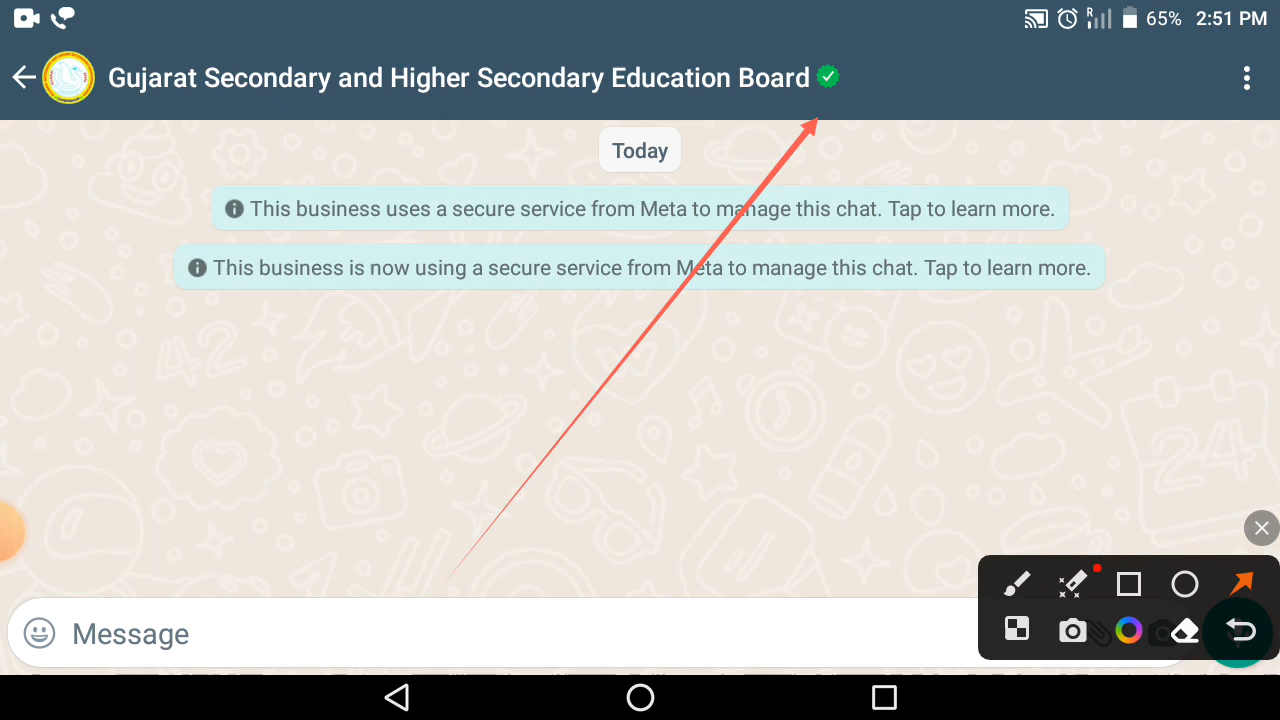 65% 2:51 PM
Gujarat Secondary and Higher Secondary Education Board
Today
This business uses a secure service from Meta to manage this chat. Tap to learn more.
This business is now using a secure service from Meta to manage this chat. Tap to learn more.
Message